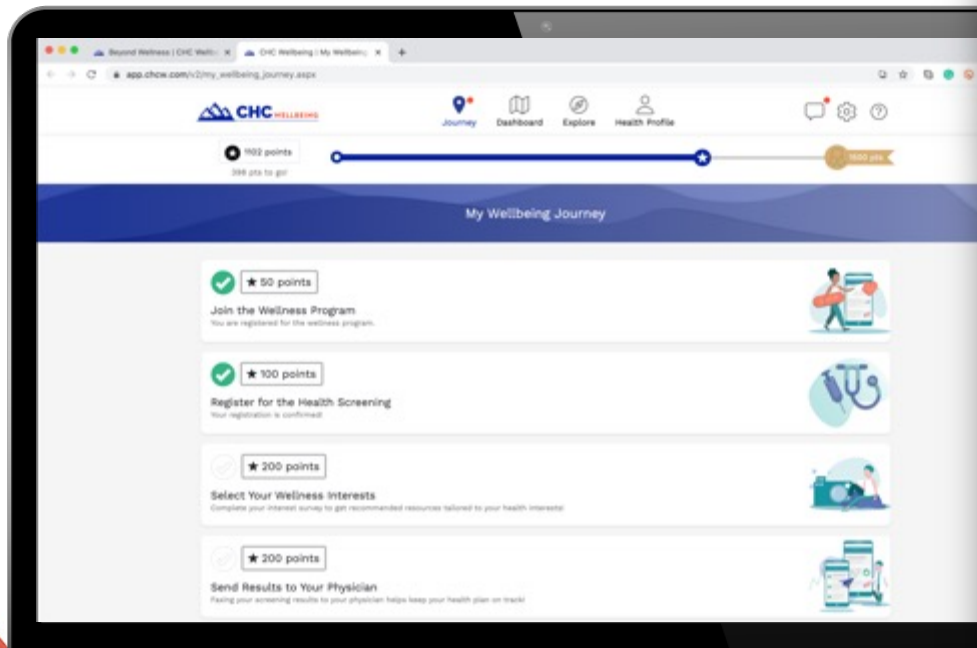 Beyond Wellness | CHC Wellb
CHC Wellbeing | My Wellbeing
app.chcw.com/v2/my_wellbeing_journey.aspx
CHC WELLBEING
Journey
Dashboard
Explore
Health Profile
1102 points
398 pts to go!
1500 pts
My Wellbeing Journey
50 points
Join the Wellness Program
You are registered for the wellness program.
100 points
Register for the Health Screening
Your registration is confirmed!
200 points
Select Your Wellness Interests
Complete your interest survey to get recommended resources tailored to your health interests!
200 points
Send Results to Your Physician
Faxing your screening results to your physician helps keep your health plan on track!